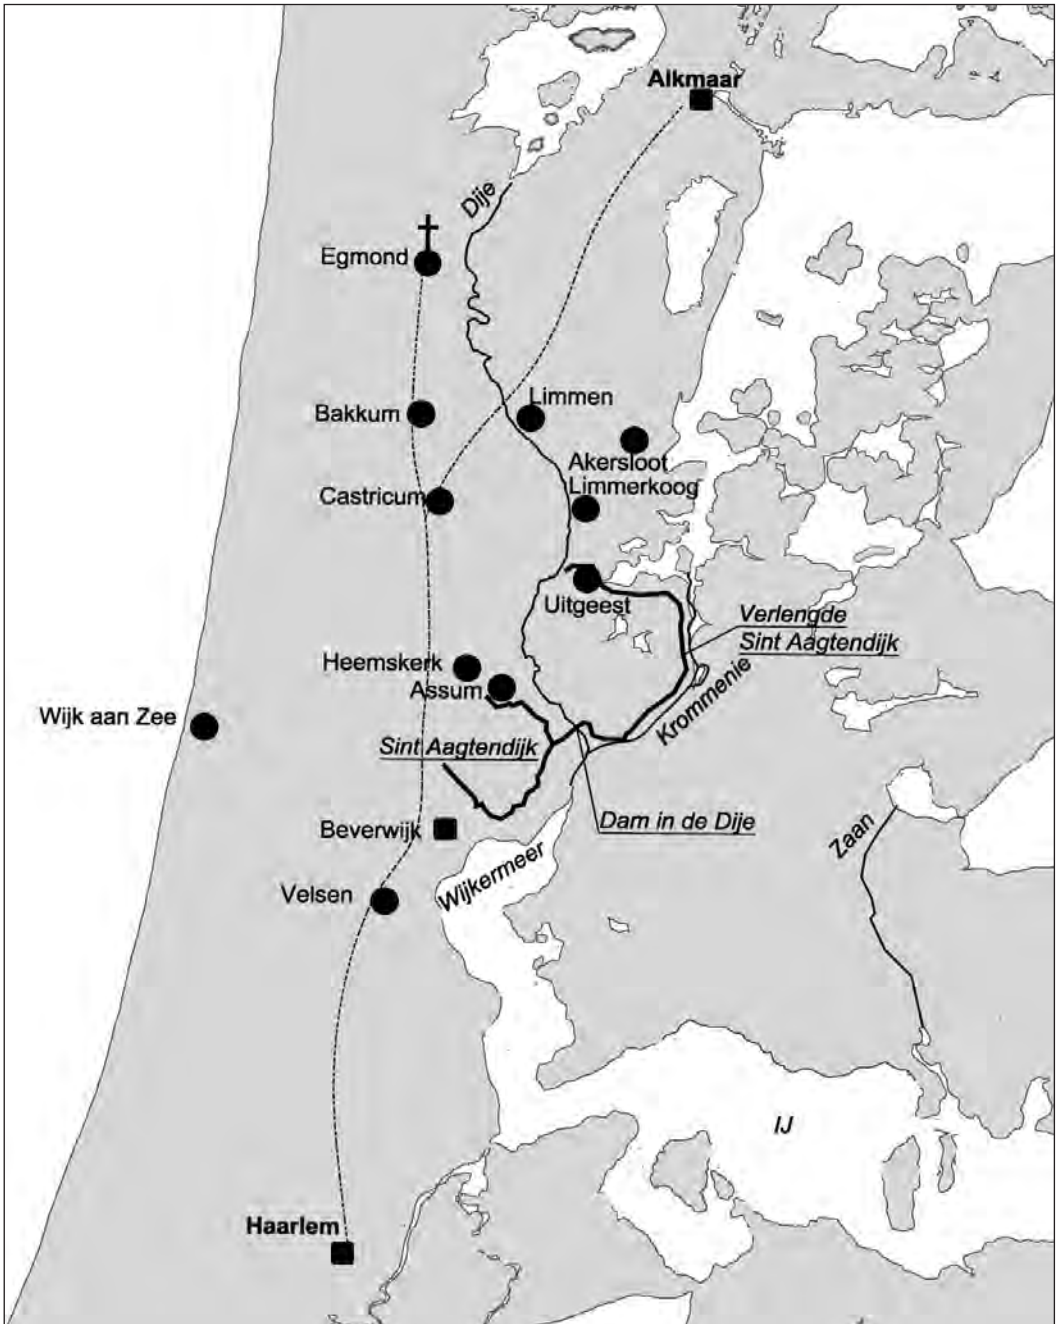 Alkmaar
Dije
Egmond
Limmen
Bakkum
Akersloot
Limmerkoog
Castricum
Uitgeest
Verlengde
Sint Aagtendijk
Heemskerk
Assum
Krommenie
Wijk aan Zee
Sint Aagtendijk
Dam in de Dije
Beverwijk
Zaan
Wijkermeer
Velsen
IJ
Haarlem